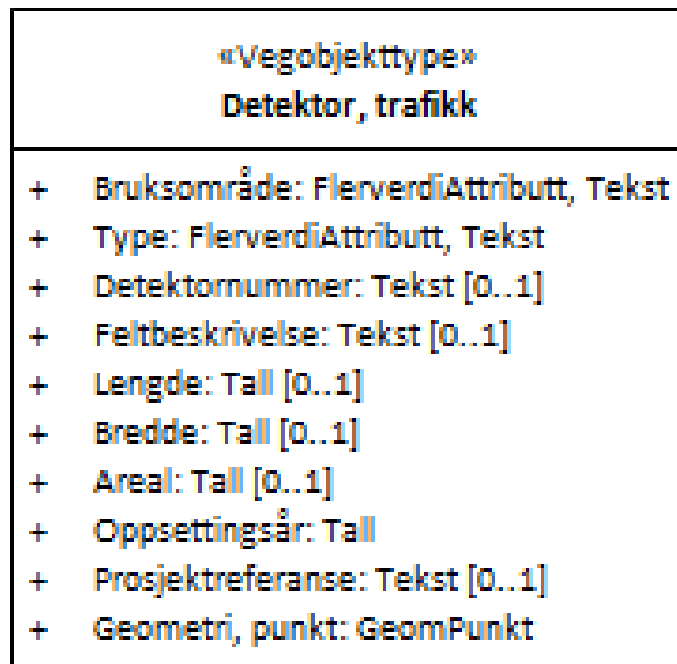 «Vegobjekttype»
Detektor, trafikk
+ Bruksområde: FlerverdiAttributt, Tekst
+ Type: FlerverdiAttributt, Tekst
+ Detektornummer: Tekst [0..1]
+ Feltbeskrivelse: Tekst [0..1]
+ Lengde: Tall [0..1]
+ Bredde: Tall [0..1]
+ Areal: Tall [0..1]
+ Oppsettingsår: Tall
+ Prosjektreferanse: Tekst [0..1]
+ Geometri, punkt: GeomPunkt